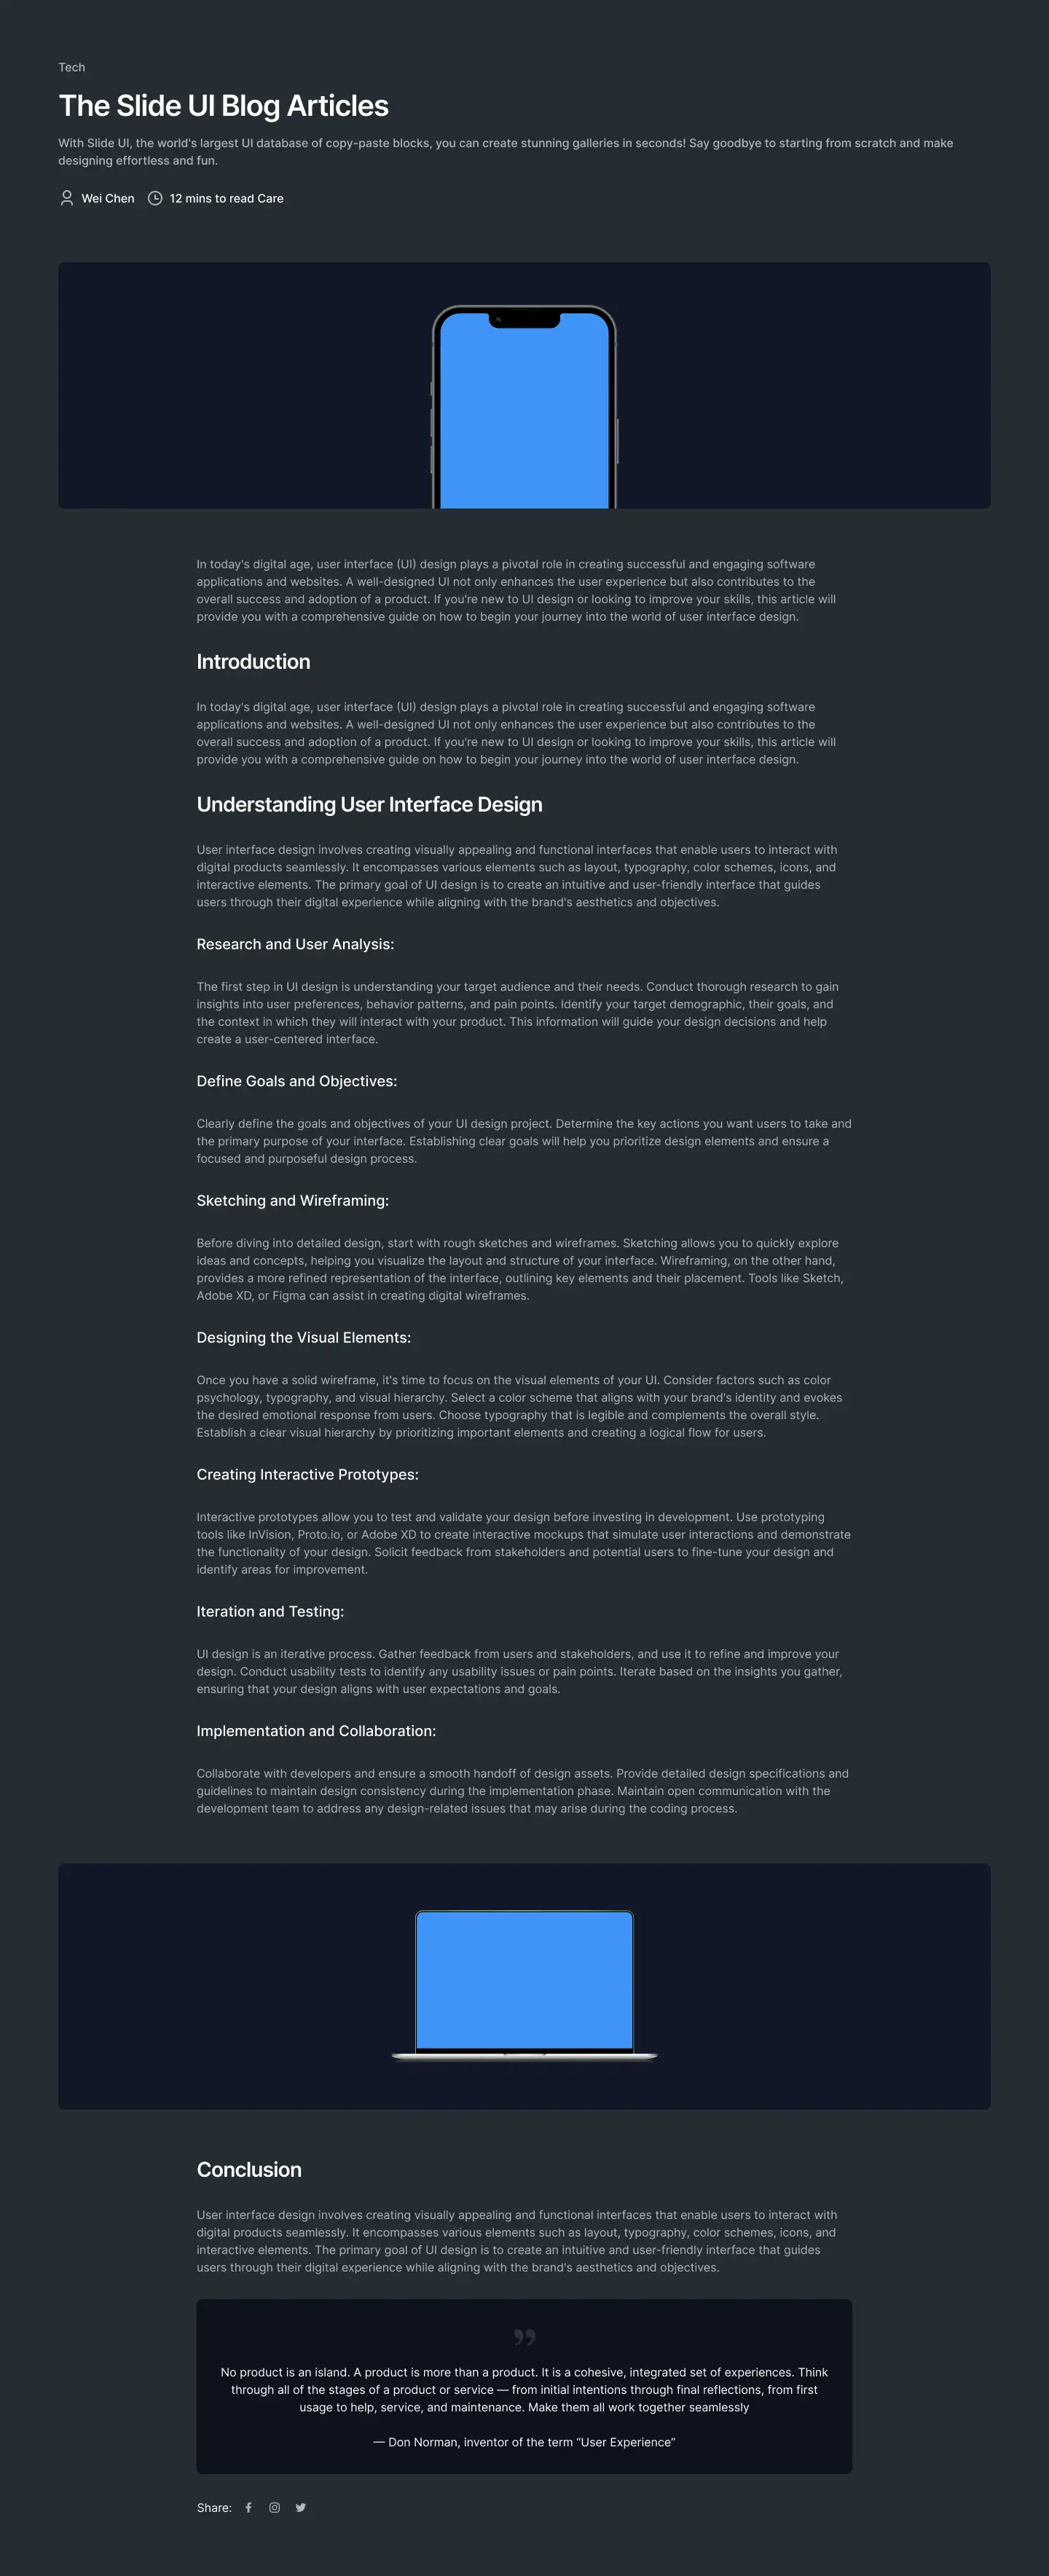 Tech
The Slide UI Blog Articles
With Slide UI, the world's largest UI database of copy-paste blocks, you can create stunning galleries in seconds! Say goodbye to starting from scratch and make
designing effortless and fun.
Wei Chen 12 mins to read Care
In today's digital age, user interface (UI) design plays a pivotal role in creating successful and engaging software
applications and websites. A well-designed UI not only enhances the user experience but also contributes to the
overall success and adoption of a product. If you're new to UI design or looking to improve your skills, this article will
provide you with a comprehensive guide on how to begin your journey into the world of user interface design.
Introduction
In today's digital age, user interface (UI) design plays a pivotal role in creating successful and engaging software
applications and websites. A well-designed UI not only enhances the user experience but also contributes to the
overall success and adoption of a product. If you're new to UI design or looking to improve your skills, this article will
provide you with a comprehensive guide on how to begin your journey into the world of user interface design.
Understanding User Interface Design
User interface design involves creating visually appealing and functional interfaces that enable users to interact with
digital products seamlessly. It encompasses various elements such as layout, typography, color schemes, icons, and
interactive elements. The primary goal of UI design is to create an intuitive and user-friendly interface that guides
users through their digital experience while aligning with the brand's aesthetics and objectives.
Research and User Analysis:
The first step in UI design is understanding your target audience and their needs. Conduct thorough research to gain
insights into user preferences, behavior patterns, and pain points. Identify your target demographic, their goals, and
the context in which they will interact with your product. This information will guide your design decisions and help
create a user-centered interface.
Define Goals and Objectives:
Clearly define the goals and objectives of your UI design project. Determine the key actions you want users to take and
the primary purpose of your interface. Establishing clear goals will help you prioritize design elements and ensure a
focused and purposeful design process.
Sketching and Wireframing:
Before diving into detailed design, start with rough sketches and wireframes. Sketching allows you to quickly explore
ideas and concepts, helping you visualize the layout and structure of your interface. Wireframing, on the other hand,
provides a more refined representation of the interface, outlining key elements and their placement. Tools like Sketch,
Adobe XD, or Figma can assist in creating digital wireframes.
Designing the Visual Elements:
Once you have a solid wireframe, it's time to focus on the visual elements of your UI. Consider factors such as color
psychology, typography, and visual hierarchy. Select a color scheme that aligns with your brand's identity and evokes
the desired emotional response from users. Choose typography that is legible and complements the overall style.
Establish a clear visual hierarchy by prioritizing important elements and creating a logical flow for users.
Creating Interactive Prototypes:
Interactive prototypes allow you to test and validate your design before investing in development. Use prototyping
tools like InVision, Proto.io, or Adobe XD to create interactive mockups that simulate user interactions and demonstrate
the functionality of your design. Solicit feedback from stakeholders and potential users to fine-tune your design and
identify areas for improvement.
Iteration and Testing:
UI design is an iterative process. Gather feedback from users and stakeholders, and use it to refine and improve your
design. Conduct usability tests to identify any usability issues or pain points. Iterate based on the insights you gather,
ensuring that your design aligns with user expectations and goals.
Implementation and Collaboration:
Collaborate with developers and ensure a smooth handoff of design assets. Provide detailed design specifications and
guidelines to maintain design consistency during the implementation phase. Maintain open communication with the
development team to address any design-related issues that may arise during the coding process.
Conclusion
User interface design involves creating visually appealing and functional interfaces that enable users to interact with
digital products seamlessly. It encompasses various elements such as layout, typography, color schemes, icons, and
interactive elements. The primary goal of UI design is to create an intuitive and user-friendly interface that guides
users through their digital experience while aligning with the brand's aesthetics and objectives.
”
No product is an island. A product is more than a product. It is a cohesive, integrated set of experiences. Think
through all of the stages of a product or service — from initial intentions through final reflections, from first
usage to help, service, and maintenance. Make them all work together seamlessly
— Don Norman, inventor of the term “User Experience”
Share: